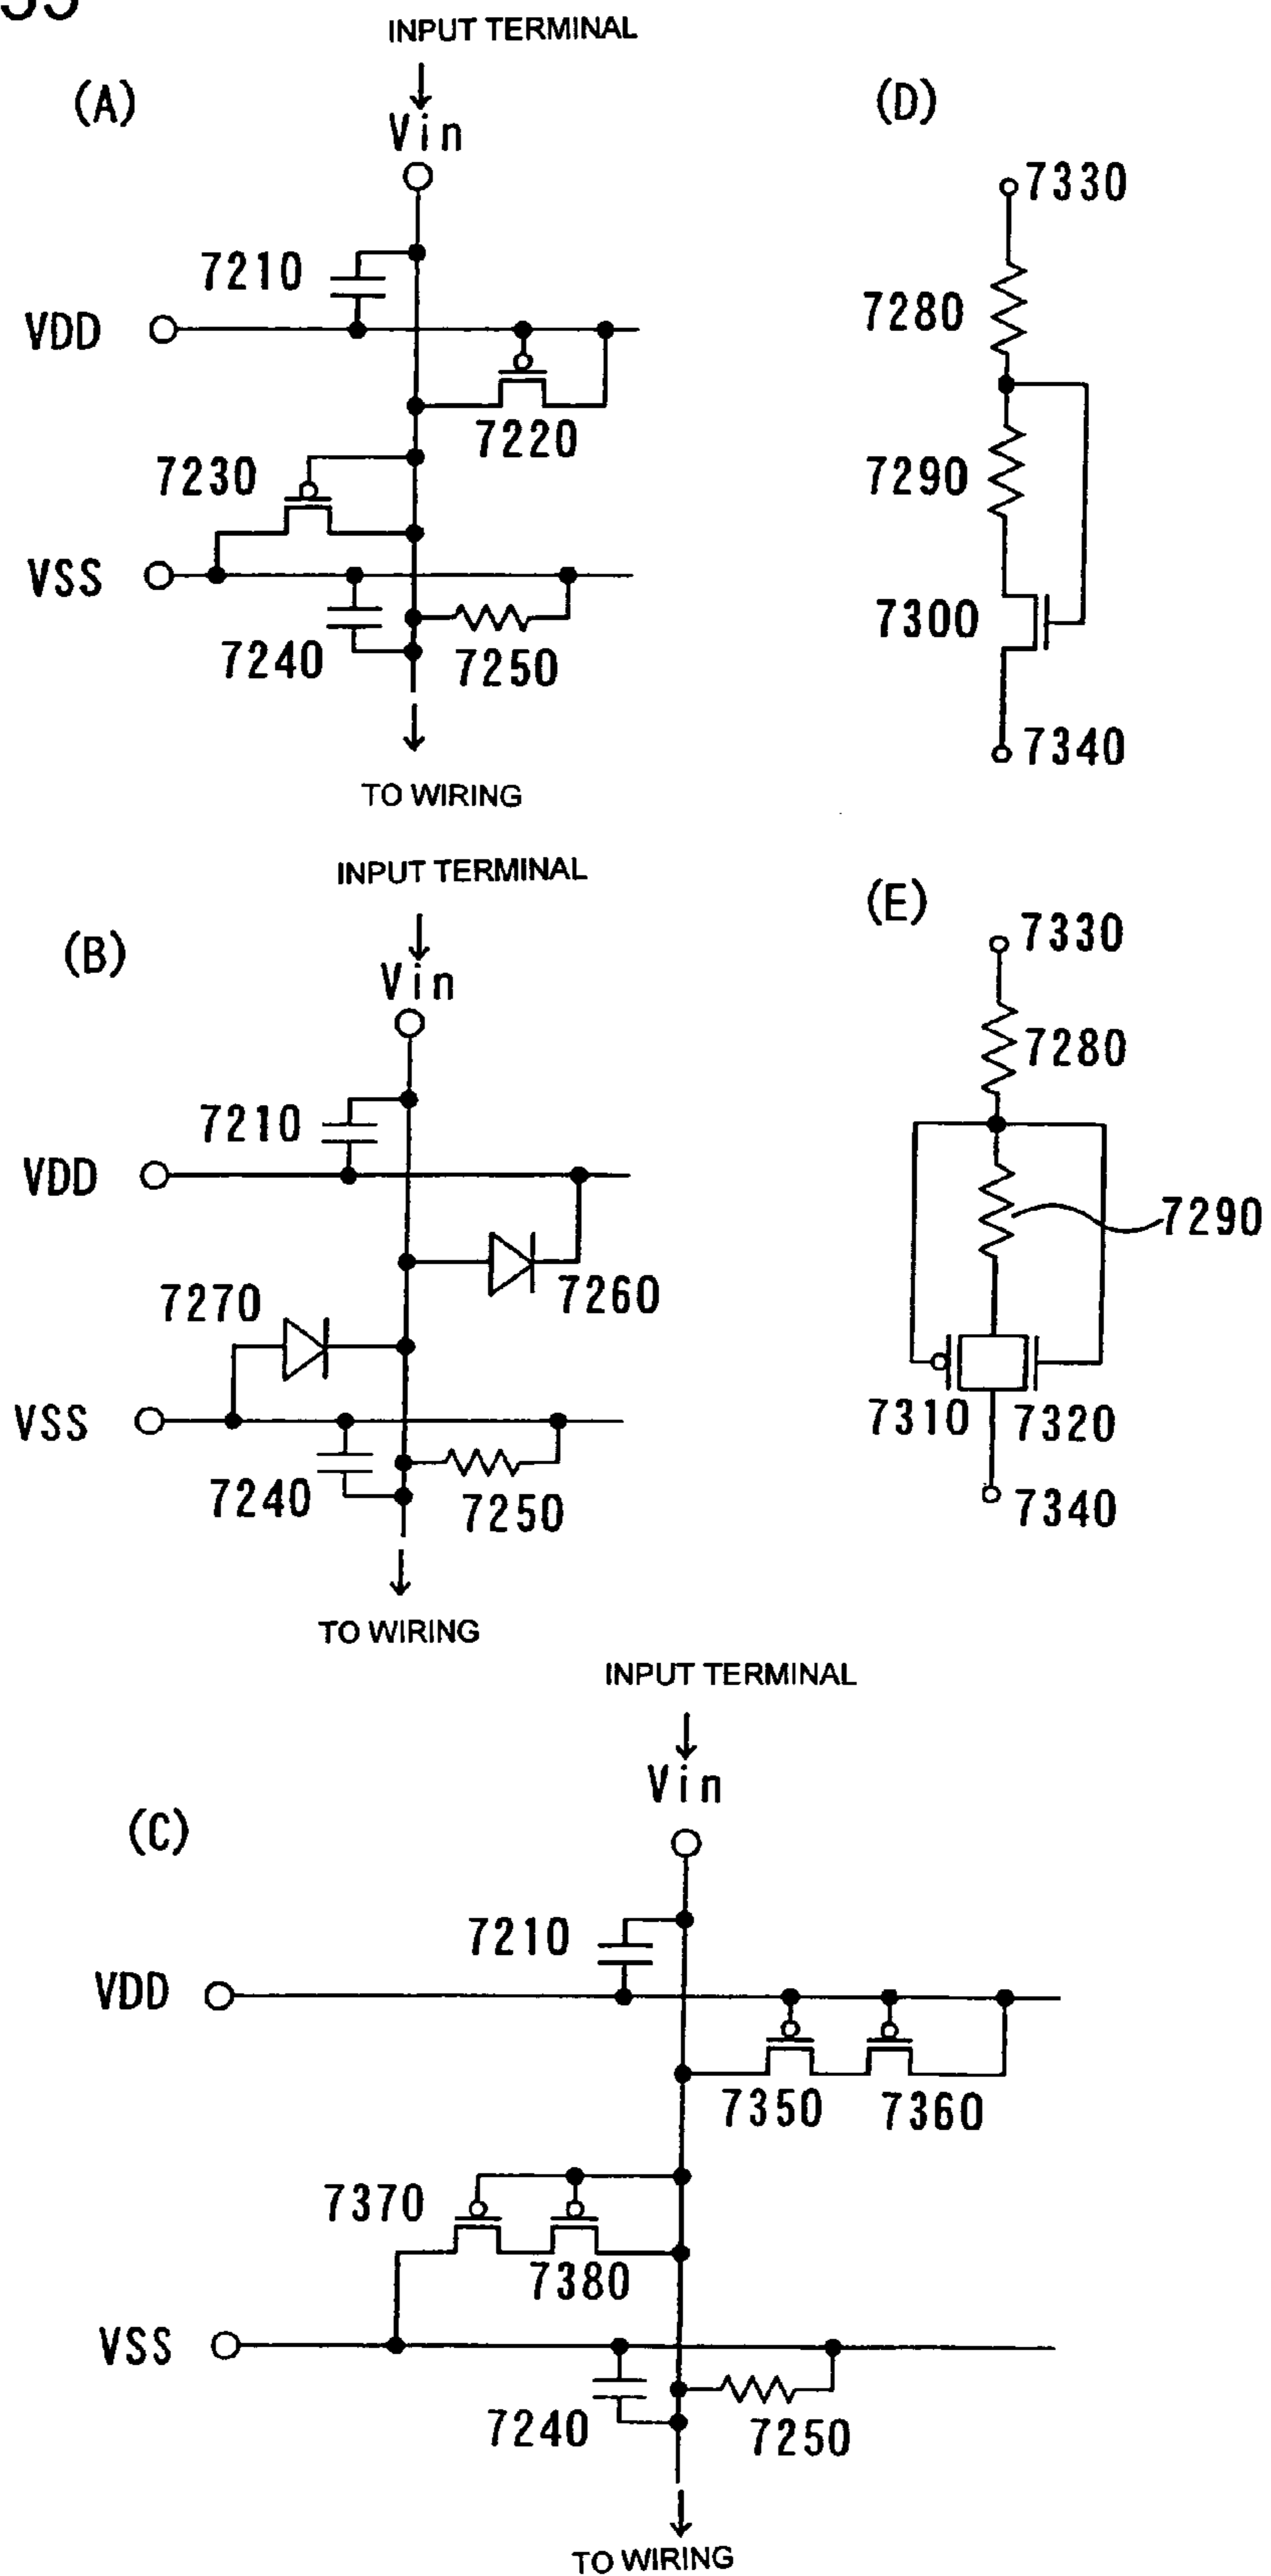 INPUT TERMINAL
(A)
Vin
7210
VDD
7220
7230
VSS
7240
7250
TO WIRING
(D)
7330
7280
7290
7300
7340
INPUT TERMINAL
(B)
Vin
7210
VDD
7260
7270
VSS
7240
7250
TO WIRING
(E)
7330
7280
7290
7310
7320
7340
INPUT TERMINAL
Vin
(C)
7210
VDD
7350
7360
7370
7380
VSS
7240
7250
TO WIRING